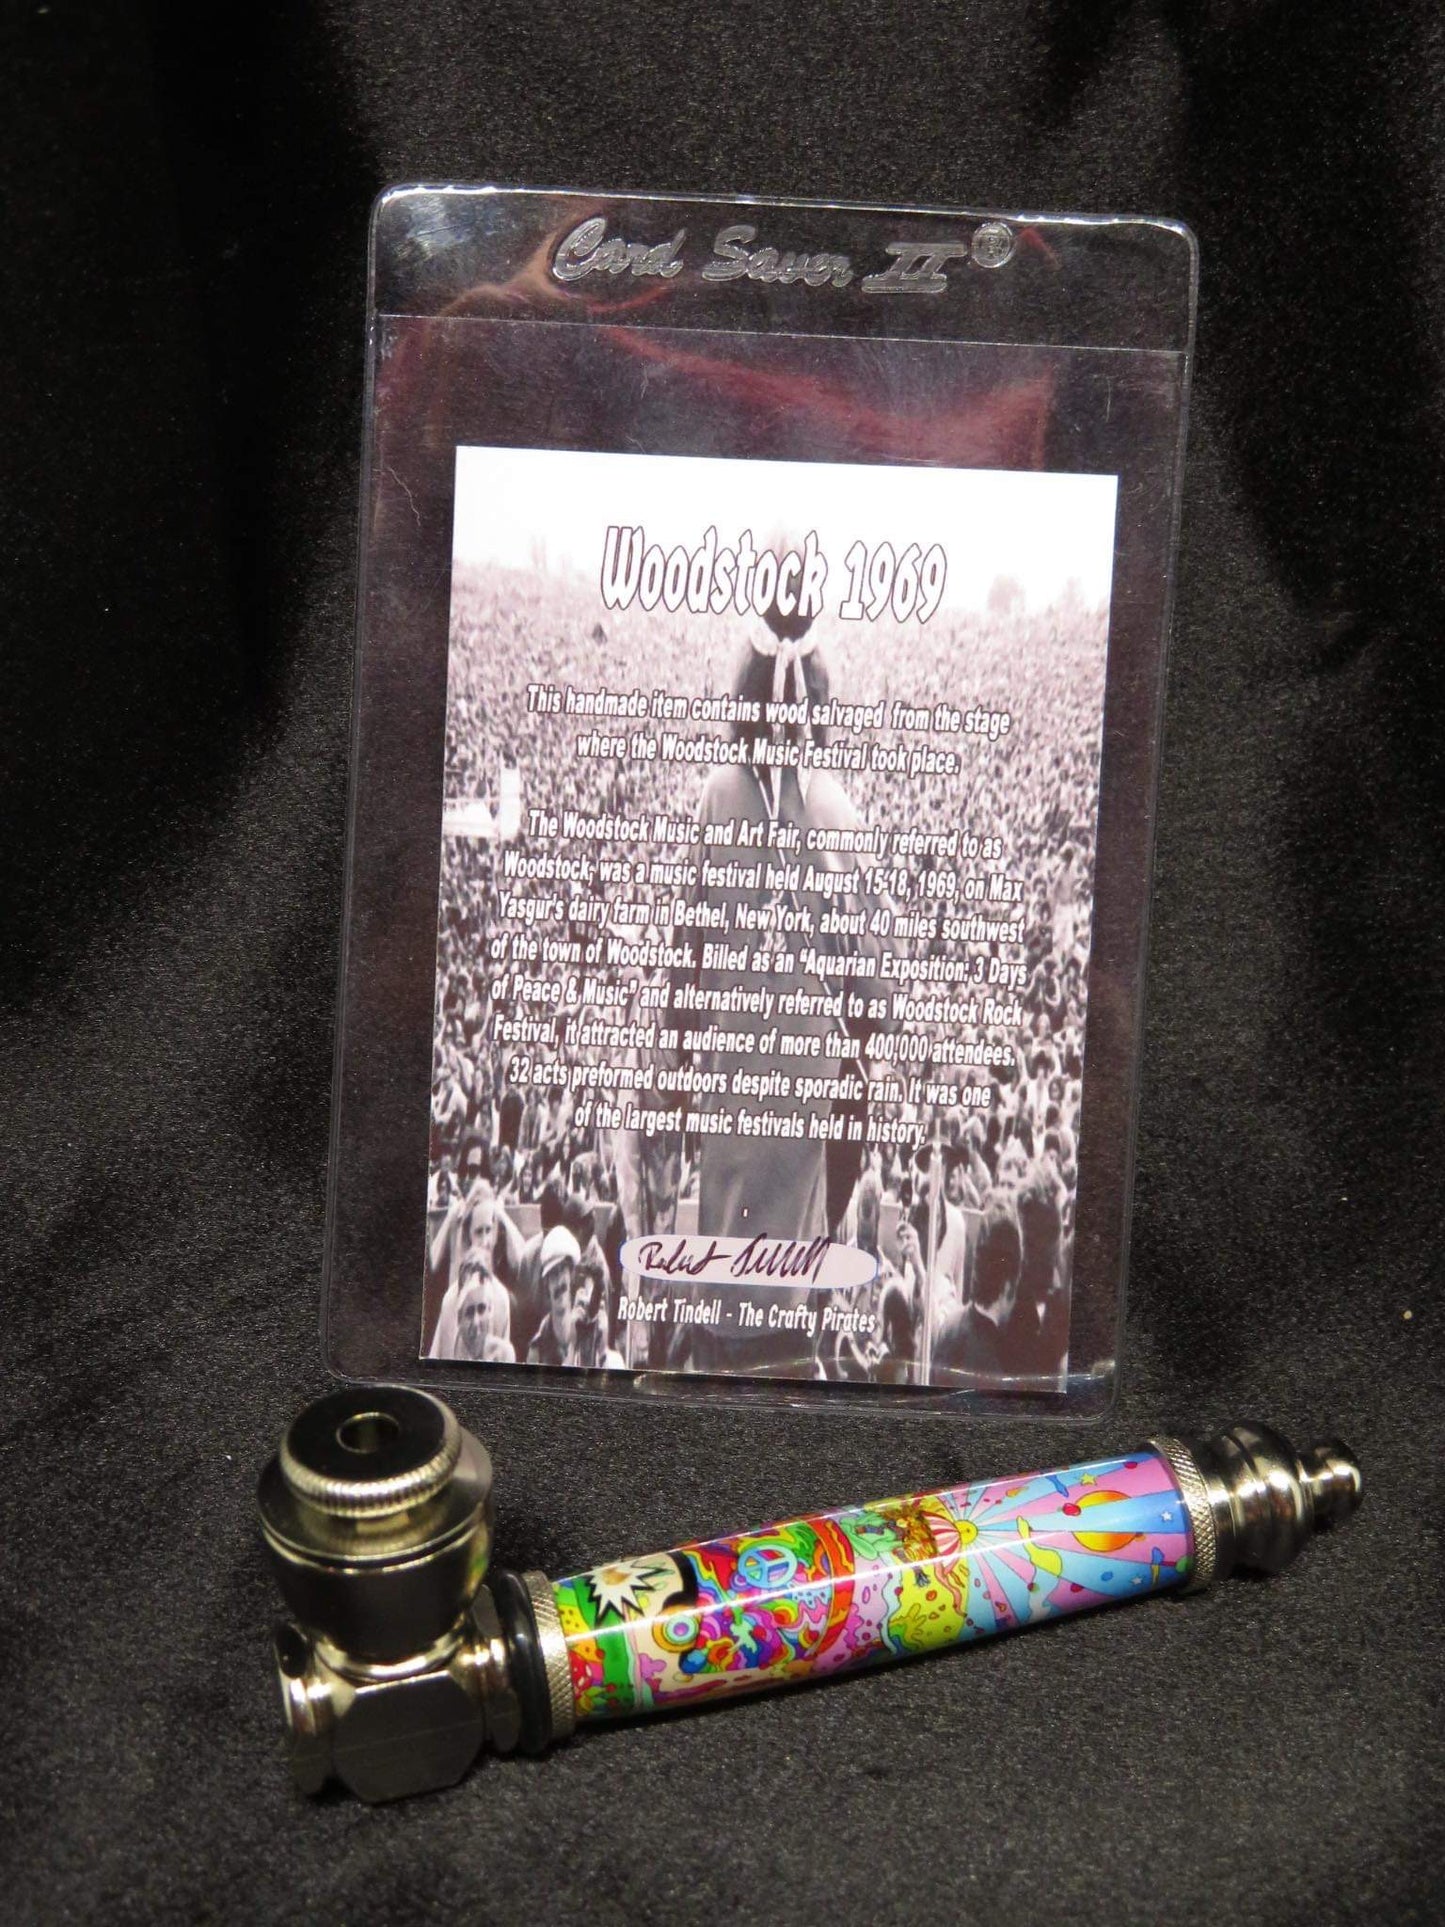 Card Saver II®
Woodstock 1969
This handmade item contains wood salvaged from the stage
where the Woodstock Music Festival took place.
The Woodstock Music and Art Fair, commonly referred to as
Woodstock, was a music festival held August 15-18, 1969, on Max
Yasgur's dairy farm in Bethel, New York, about 40 miles southwest
of the town of Woodstock. Billed as an "Aquarian Exposition: 3 Days
of Peace & Music" and alternatively referred to as Woodstock Rock
Festival, it attracted an audience of more than 400,000 attendees.
32 acts preformed outdoors despite sporadic rain. It was one
of the largest music festivals held in history.
Robert Tindell
Robert Tindell - The Crafty Pirates